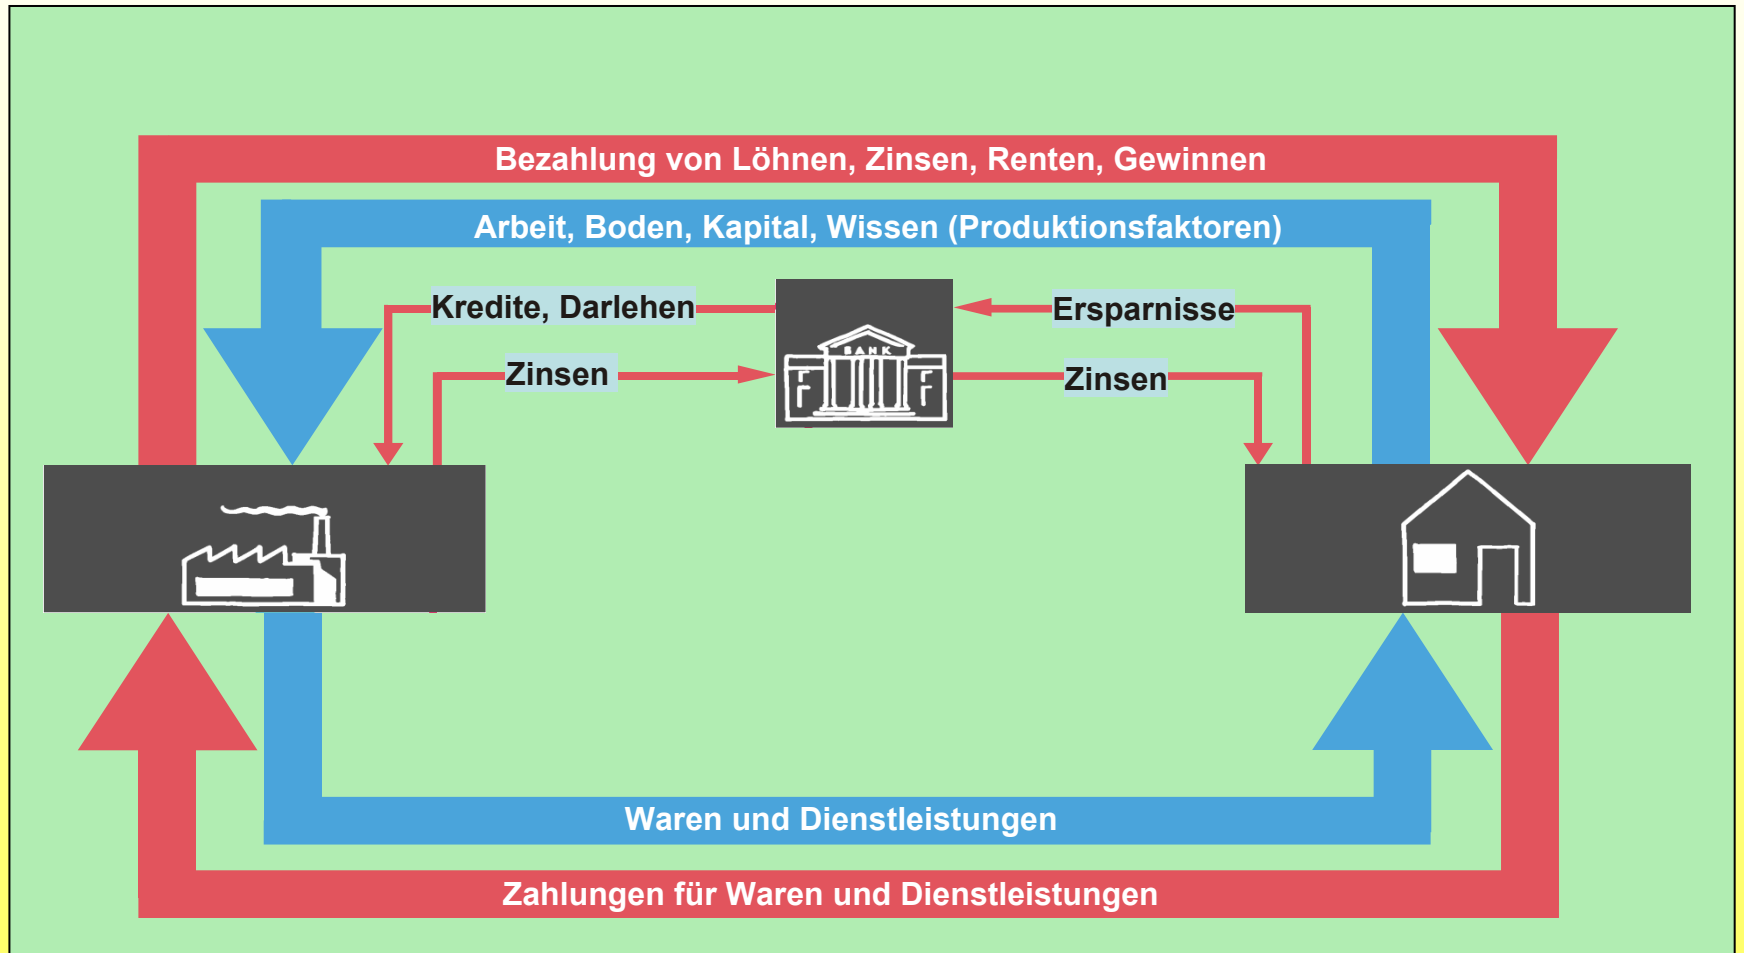 Bezahlung von Löhnen, Zinsen, Renten, Gewinnen
Arbeit, Boden, Kapital, Wissen (Produktionsfaktoren)
Kredite, Darlehen
Ersparnisse
BANK
Zinsen
Zinsen
Waren und Dienstleistungen
Zahlungen für Waren und Dienstleistungen